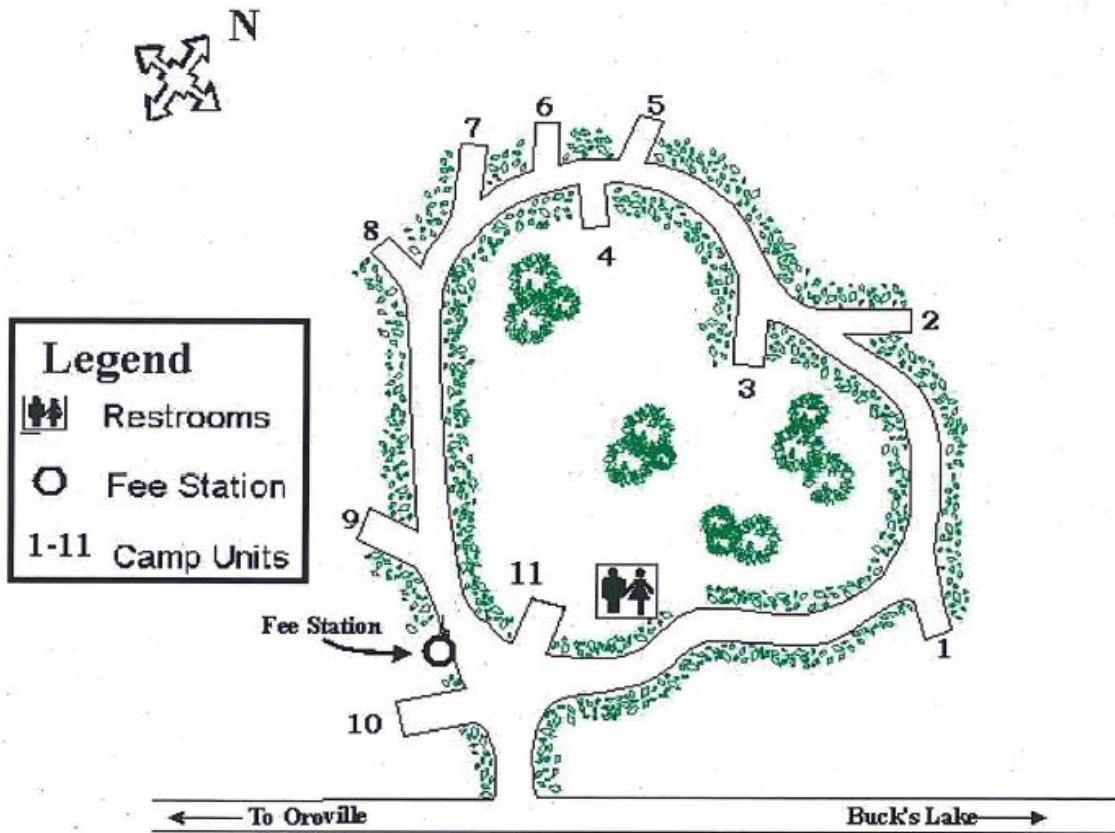 N
5
6
7
8
4
2
3
Legend
Restrooms
Fee Station
1-11 Camp Units
9
11
Fee Station
1
10
To Oroville
Buck's Lake